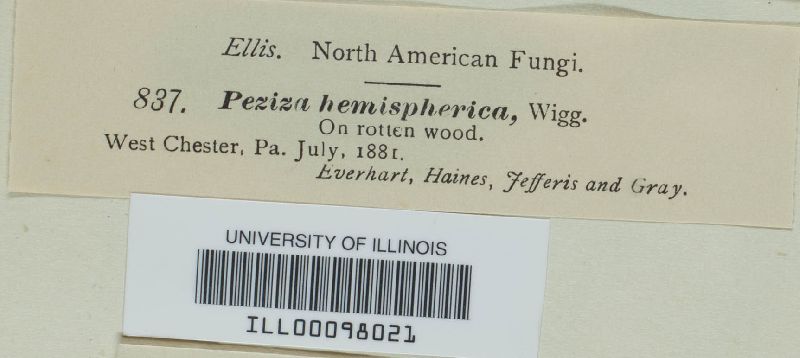 Ellis. North American Fungi.
837. Peziza hemispherica, Wigg.
On rotten wood.
West Chester, Pa. July, 1881.
Everhart, Haines, Jefferis and Gray.
UNIVERSITY OF ILLINOIS
ILL00098021